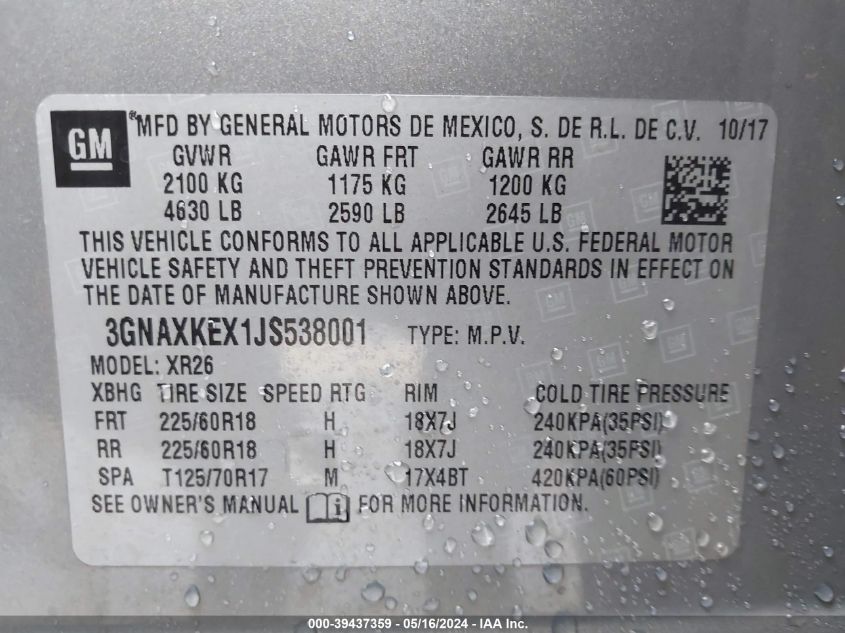 GM ® MFD BY GENERAL MOTORS DE MEXICO, S. DE R.L. DE C.V. 10/17
GVWR GAWR FRT GAWR RR
2100 KG 1175 KG 1200 KG
4630 LB 2590 LB 2645 LB
THIS VEHICLE CONFORMS TO ALL APPLICABLE U.S. FEDERAL MOTOR
VEHICLE SAFETY AND THEFT PREVENTION STANDARDS IN EFFECT ON
THE DATE OF MANUFACTURE SHOWN ABOVE.
3GNAXKEX1JS538001 TYPE: M.P.V.
MODEL: XR26
XBHG TIRE SIZE SPEED RTG RIM COLD TIRE PRESSURE
FRT 225/60R18 H 18X7J 240KPA(35PSI)
RR 225/60R18 H 18X7J 240KPA(35PSI)
SPA T125/70R17 M 17X4BT 420KPA(60PSI)
SEE OWNER'S MANUAL i FOR MORE INFORMATION.
000-39437359 - 05/16/2024 - IAA Inc.